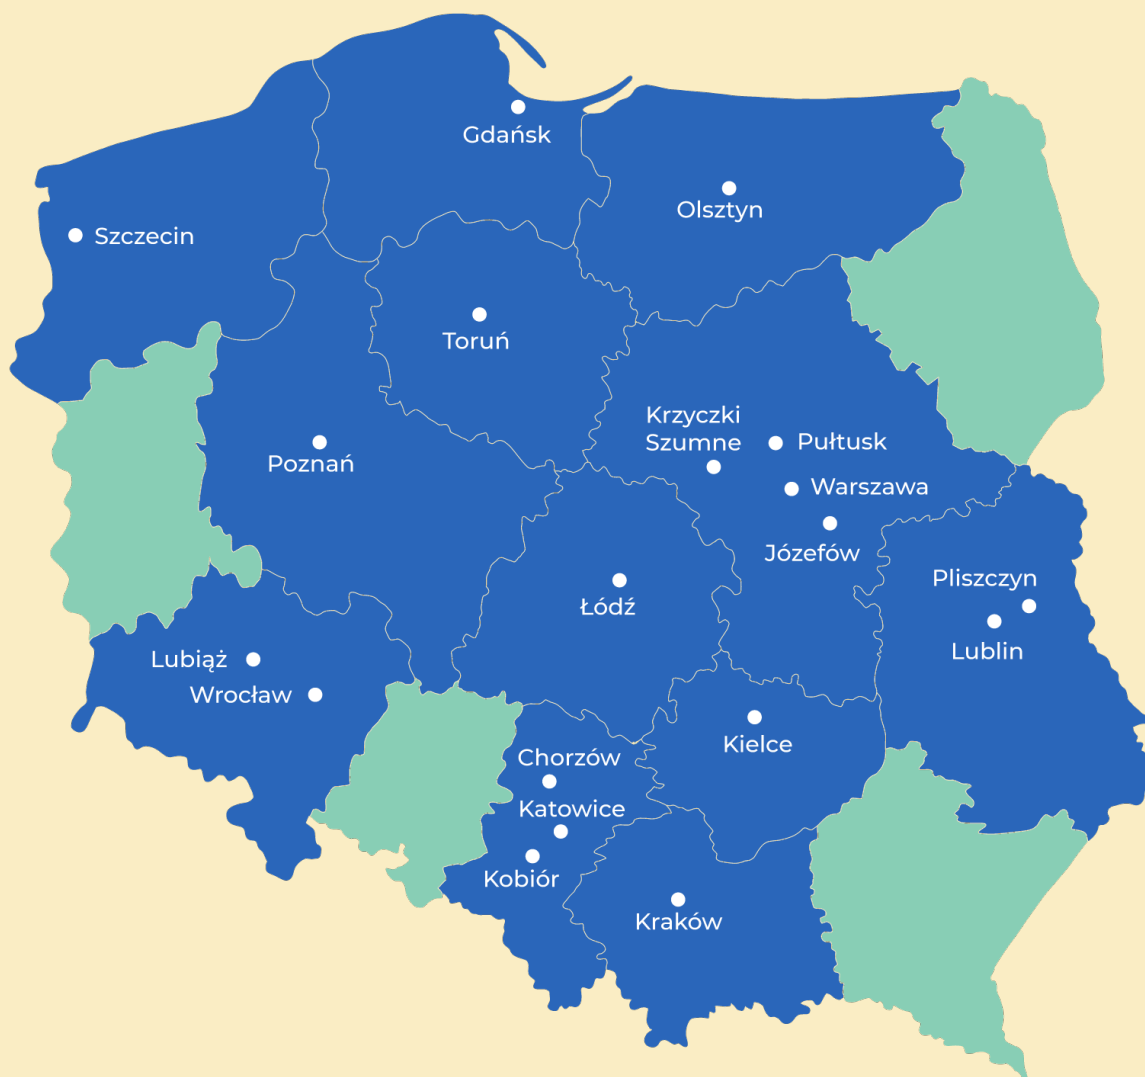 Gdańsk
Olsztyn
Szczecin
Toruń
Krzyczki
Szumne
Pułtusk
Poznań
Warszawa
Józefów
Pliszczyn
Łódź
Lublin
Lubiąż
Wrocław
Kielce
Chorzów
Katowice
Kobiór
Kraków